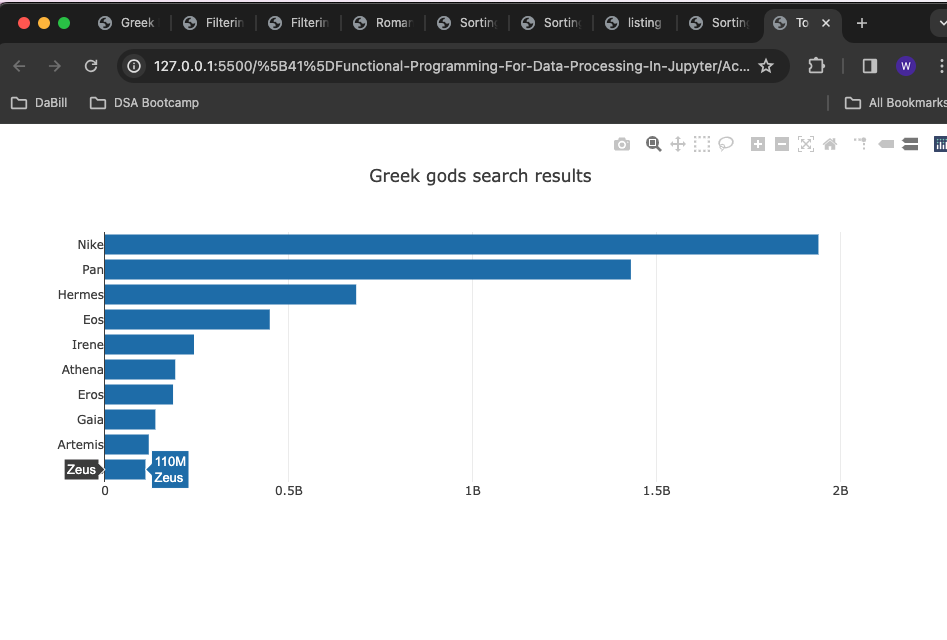 Greek
Filterin
Filterin
Roman
Sorting
Sorting
listing
Sorting
To
127.0.0.1:5500/%5B41%5DFunctional-Programming-For-Data-Processing-In-Jupyter/Ac...
W
DaBill
DSA Bootcamp
All Bookmarks
Greek gods search results
Nike
Pan
Hermes
Eos
Irene
Athena
Eros
Gaia
Artemis
Zeus
110M
Zeus
0
0.5B
1B
1.5B
2B